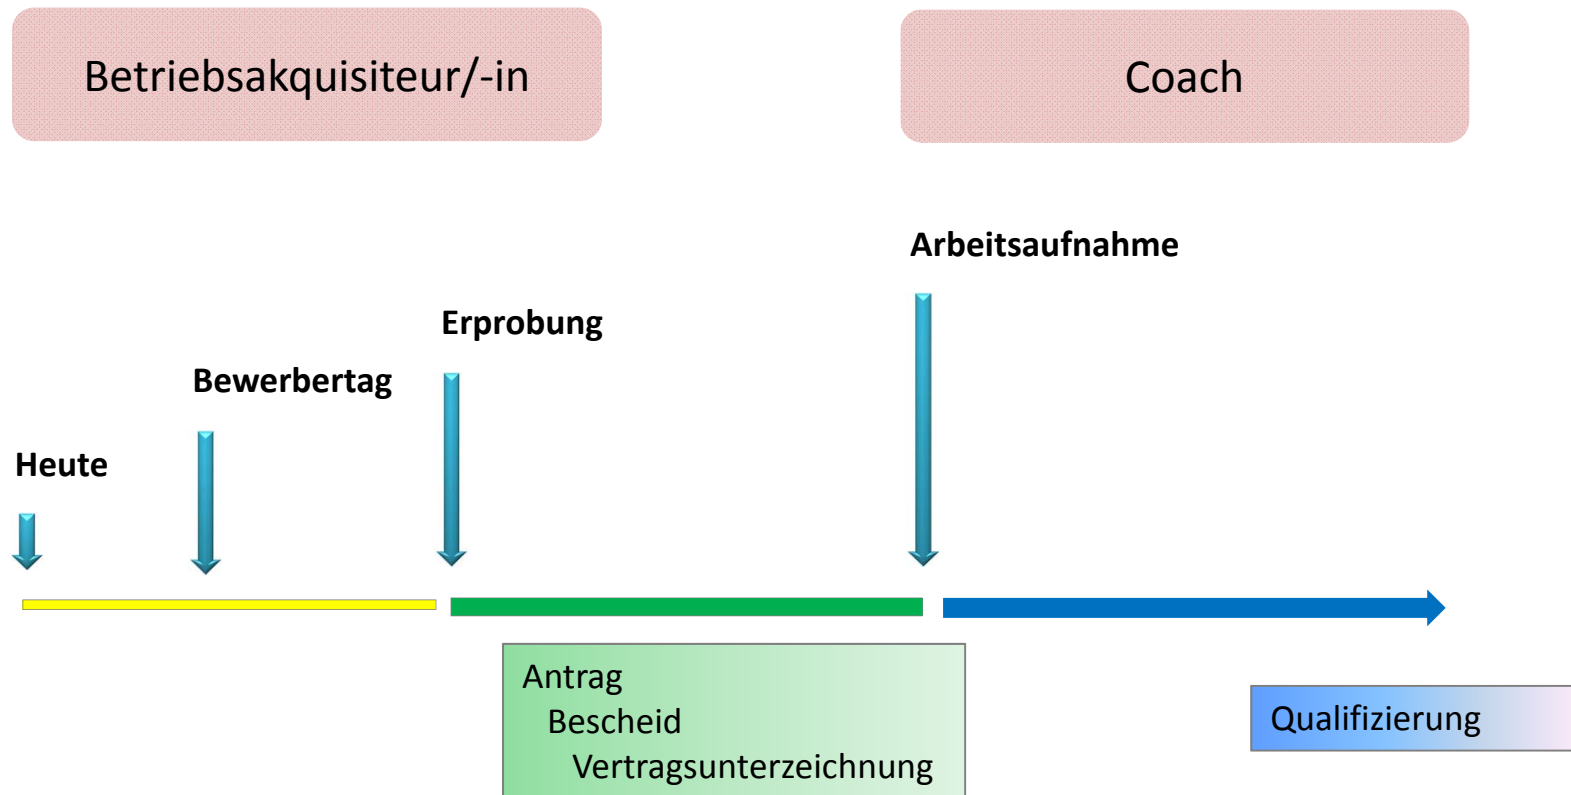 Betriebsakquisiteur/-in
Coach
Arbeitsaufnahme
Erprobung
Bewerbertag
Heute
Antrag
Bescheid
Vertragsunterzeichnung
Qualifizierung